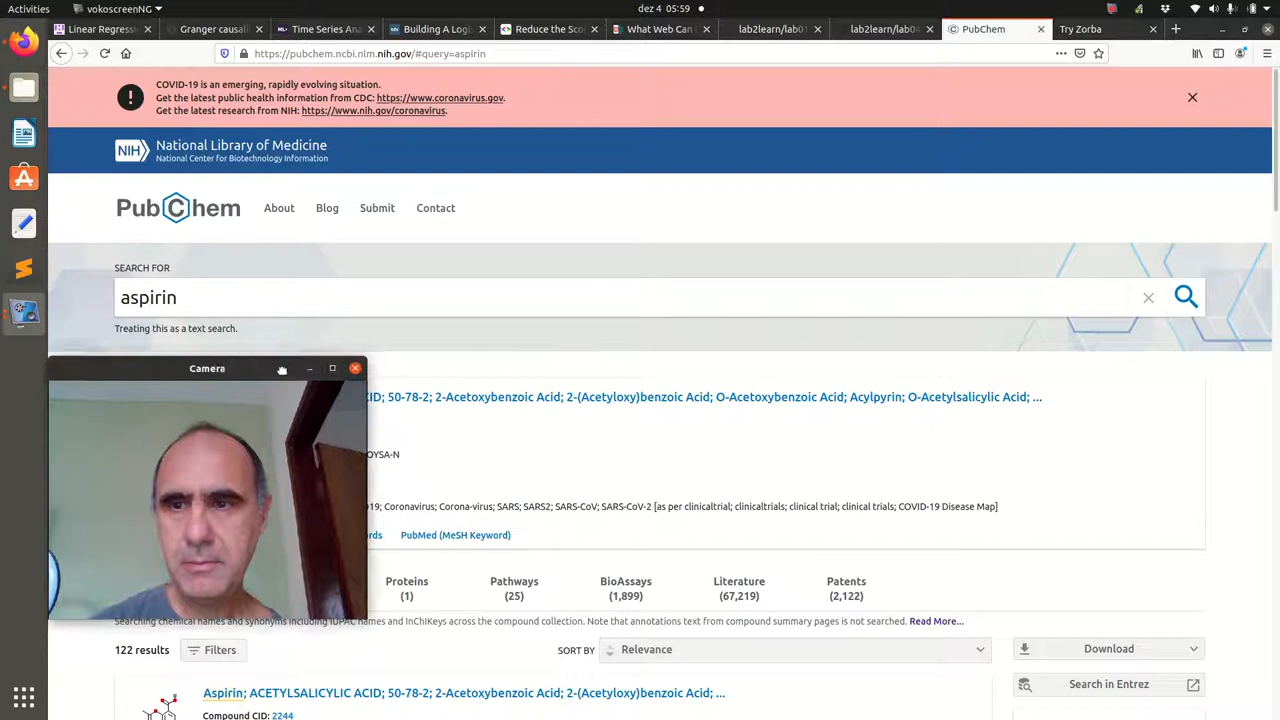 Activities
vokoscreenNG
dez 4 05:59
Linear Regres
Granger causali
Time Series Ana
Building A Logis
Reduce the Sco
What Web Can
lab2learn/lab01
lab2learn/lab04
PubChem
Try Zorba
https://pubchem.ncbi.nlm.nih.gov/#query=aspirin
COVID-19 is an emerging, rapidly evolving situation.
Get the latest public health information from CDC: https://www.coronavirus.gov.
Get the latest research from NIH: https://www.nih.gov/coronavirus.
NIH
National Library of Medicine
National Center for Biotechnology Information
PubChem
About
Blog
Submit
Contact
SEARCH FOR
aspirin
Treating this as a text search.
Camera
ID; 50-78-2; 2-Acetoxybenzoic Acid; 2-(Acetyloxy)benzoic Acid; O-Acetoxybenzoic Acid; Acylpyrin; O-Acetylsalicylic Acid; ...
OYSA-N
19; Coronavirus; Corona-virus; SARS; SARS2; SARS-CoV; SARS-CoV-2 [as per clinicaltrial; clinicaltrials; clinical trial; clinical trials; COVID-19 Disease Map]
rds
PubMed (MeSH Keyword)
Proteins
(1)
Pathways
(25)
BioAssays
(1,899)
Literature
(67,219)
Patents
(2,122)
Searching chemical names and synonyms including IUPAC names and InChIKeys across the compound collection. Note that annotations text from compound summary pages is not searched. Read More...
122 results
Filters
SORT BY
Relevance
Download
Search in Entrez
Aspirin; ACETYLSALICYLIC ACID; 50-78-2; 2-Acetoxybenzoic Acid; 2-(Acetyloxy)benzoic Acid; ...
Compound CID: 2244